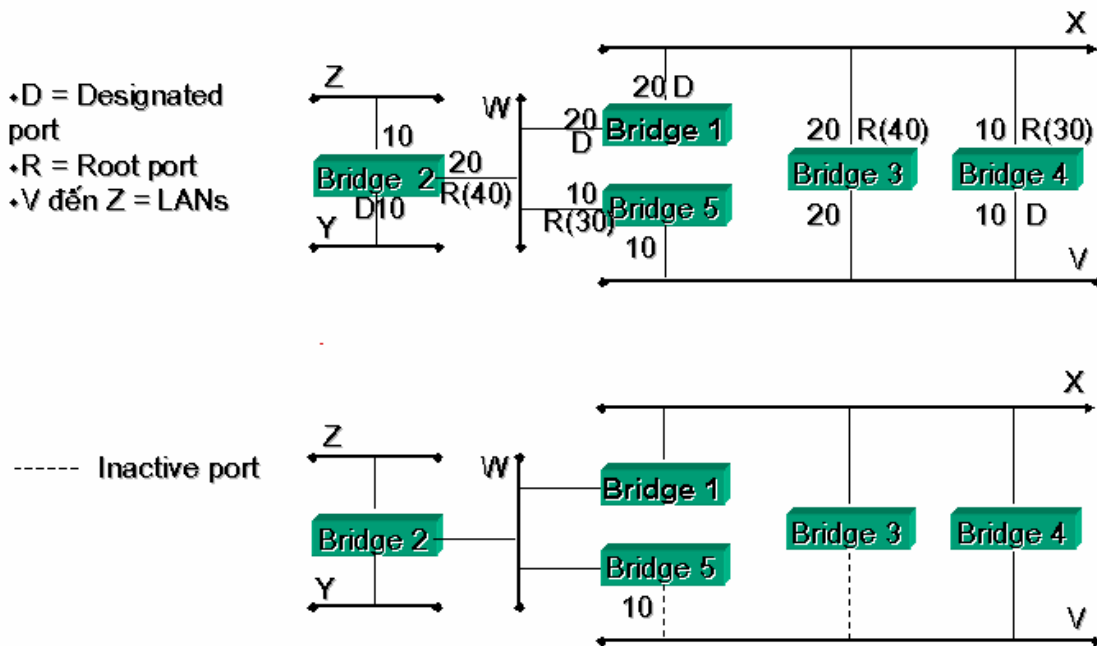 X
•D = Designated
port
•R = Root port
•V đến Z = LANs
Z
W
20 D
10
20
D
Bridge 1
20 R(40)
10 R(30)
Bridge 2
20
R(40)
Bridge 3
Bridge 4
D10
10
R(30)
Bridge 5
20
10 D
Y
10
V
X
Z
W
Inactive port
Bridge 1
Bridge 2
Bridge 3
Bridge 4
Bridge 5
Y
10
V